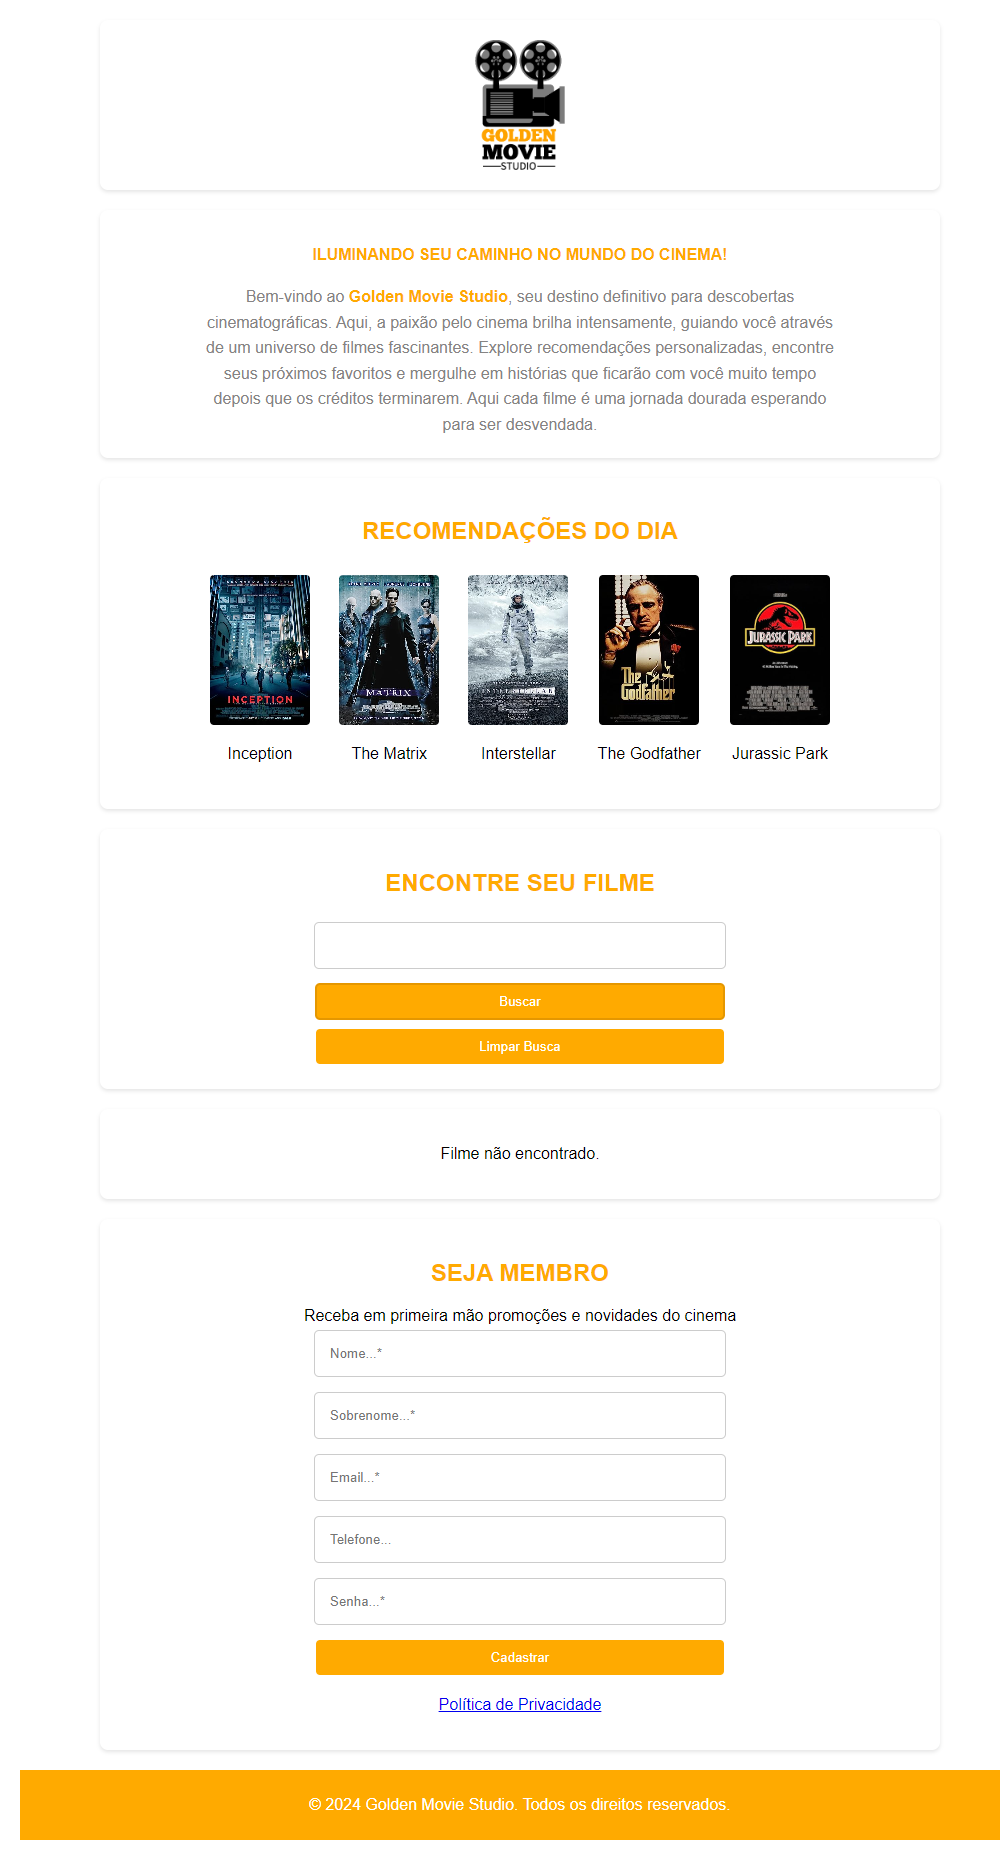 GOLDEN
MOVIE
STUDIO
ILUMINANDO SEU CAMINHO NO MUNDO DO CINEMA!
Bem-vindo ao Golden Movie Studio, seu destino definitivo para descobertas
cinematográficas. Aqui, a paixão pelo cinema brilha intensamente, guiando você através
de um universo de filmes fascinantes. Explore recomendações personalizadas, encontre
seus próximos favoritos e mergulhe em histórias que ficarão com você muito tempo
depois que os créditos terminarem. Aqui cada filme é uma jornada dourada esperando
para ser desvendada.
RECOMENDAÇÕES DO DIA
INCEPTION
MATRIX
The
Godfather
JURASSIC PARK
Inception
The Matrix
Interstellar
The Godfather
Jurassic Park
ENCONTRE SEU FILME
Buscar
Limpar Busca
Filme não encontrado.
SEJA MEMBRO
Receba em primeira mão promoções e novidades do cinema
Nome...*
Sobrenome...*
Email...*
Telefone...
Senha...*
Cadastrar
Política de Privacidade
© 2024 Golden Movie Studio. Todos os direitos reservados.